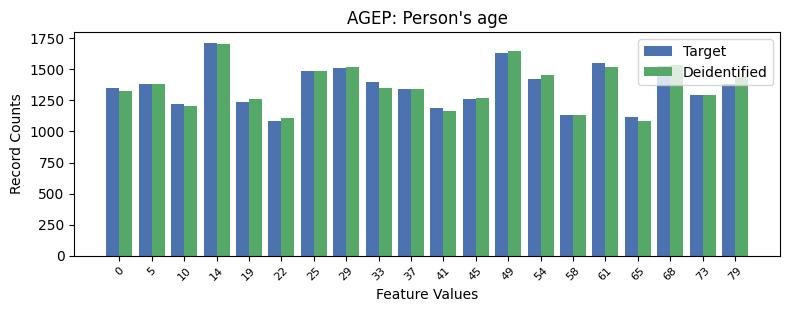 AGEP: Person's age
Target
Deidentified
Record Counts
1750
1500
1250
1000
750
500
250
0
0 5 10 14 19 22 25 29 33 37 41 45 49 54 58 61 65 68 73 79
Feature Values